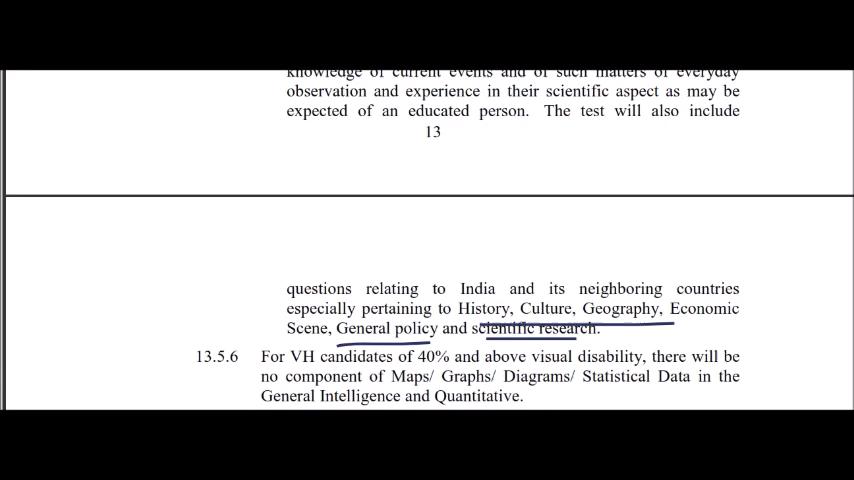 knowledge of current events and of such matters of everyday
observation and experience in their scientific aspect as may be
expected of an educated person. The test will also include
13
questions relating to India and its neighboring countries
especially pertaining to History, Culture, Geography, Economic
Scene, General policy and scientific research.
13.5.6 For VH candidates of 40% and above visual disability, there will be
no component of Maps/ Graphs/ Diagrams/ Statistical Data in the
General Intelligence and Quantitative.